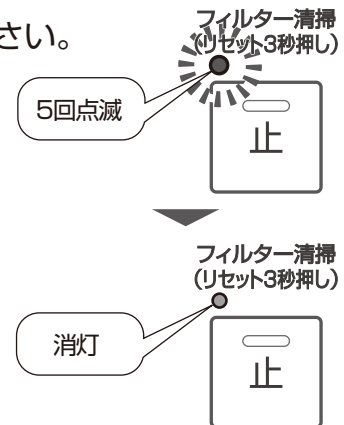 さい。
フィルター清掃
(リセット3秒押し)
5回点滅
止
フィルター清掃
(リセット3秒押し)
消灯
止